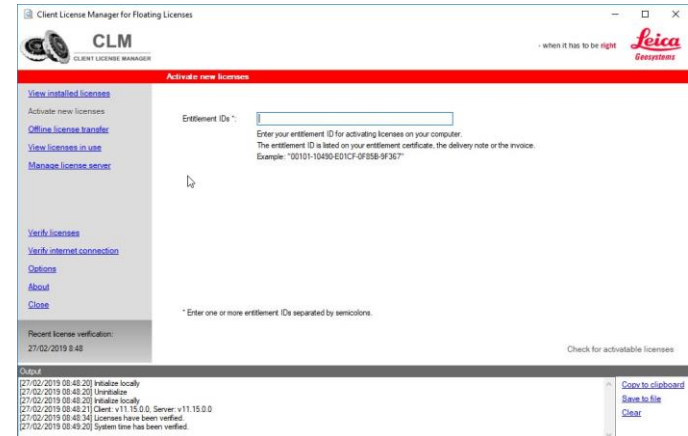 Client License Manager for Floating Licenses
CLM
CLIENT LICENSE MANAGER
- when it has to be right
Leica
Geosystems
Activate new licenses
View installed licenses
Activate new licenses
Offline license transfer
View licenses in use
Manage license server
Entitlement IDs *:
Enter your entitlement ID for activating licenses on your computer.
The entitlement ID is listed on your entitlement certificate, the delivery note or the invoice.
Example: "00101-10490-E01CF-0F85B-9F367"
Verify licenses
Verify internet connection
Options
About
Close
* Enter one or more entitlement IDs separated by semicolons.
Recent license verification:
27/02/2019 8:48
Check for activatable licenses
Output
[27/02/2019 08:48:20] Initialize locally
[27/02/2019 08:48:20] Uninitialize
[27/02/2019 08:48:20] Initialize locally
[27/02/2019 08:48:21] Client: v11.15.0.0, Server: v11.15.0.0
[27/02/2019 08:48:34] Licenses have been verified.
[27/02/2019 08:49:20] System time has been verified.
Copy to clipboard
Save to file
Clear